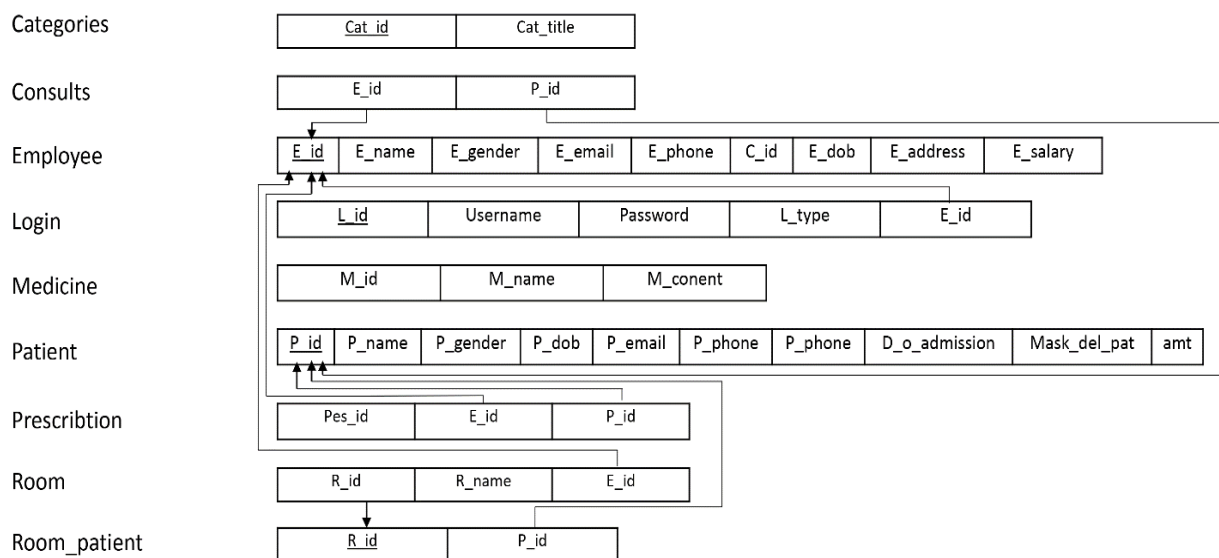 Categories Cat_id Cat_title
Consults E_id P_id
Employee E_id E_name E_gender E_email E_phone C_id E_dob E_address E_salary
Login L_id Username Password L_type E_id
Medicine M_id M_name M_conent
Patient P_id P_name P_gender P_dob P_email P_phone P_phone D_o_admission Mask_del_pat amt
Prescribtion Pes_id E_id P_id
Room R_id R_name E_id
Room_patient R_id P_id